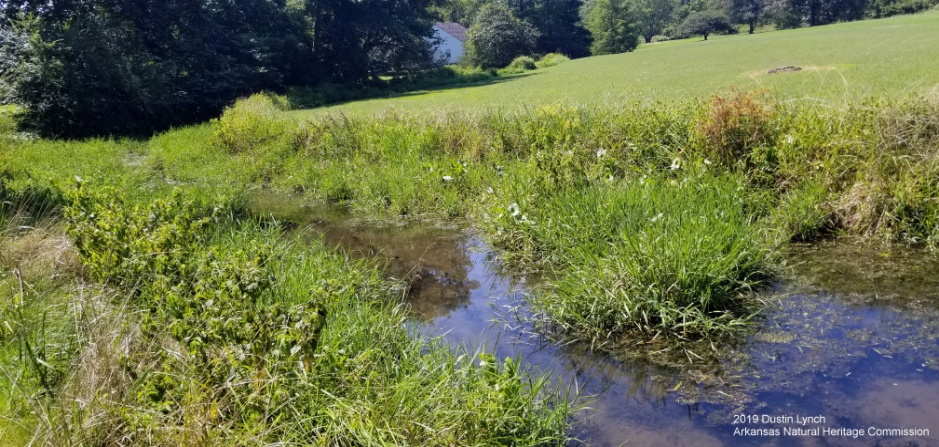 2019 Dustin Lynch
Arkansas Natural Heritage Commission